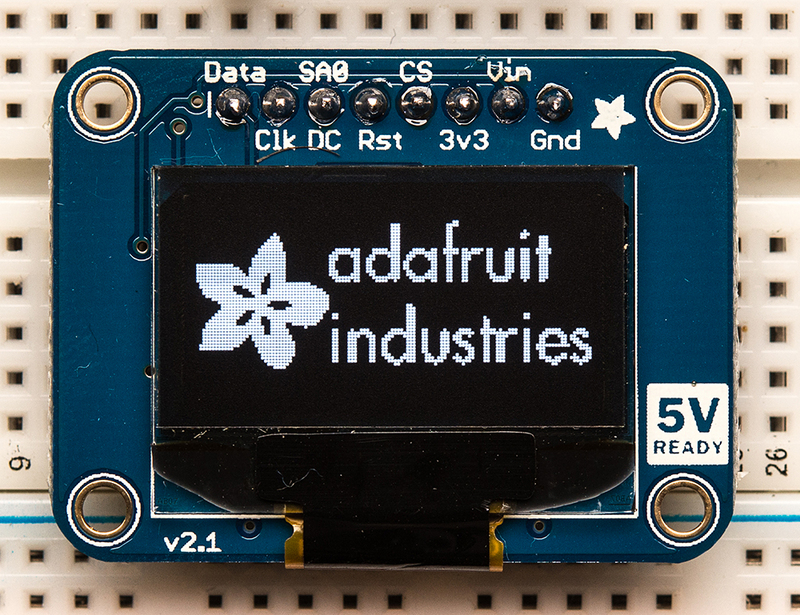 Data SA0 CS Vin
Clk DC Rst 3v3 Gnd
adafruit
industries
5V
READY
9
26
v2.1